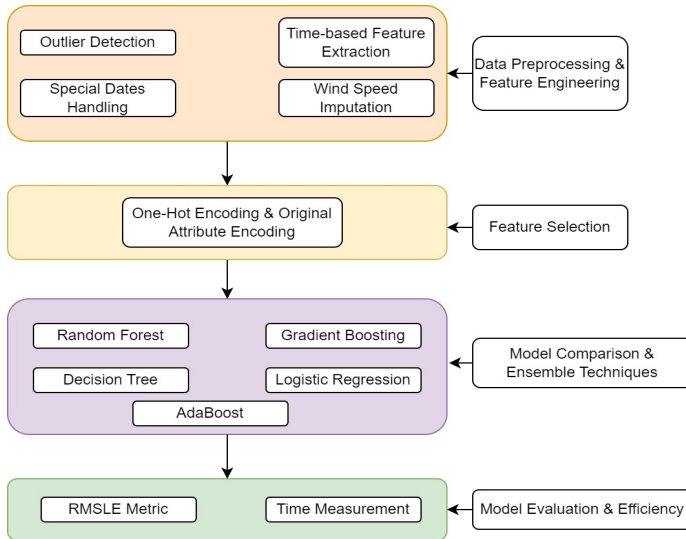 Outlier Detection
Time-based Feature
Extraction
Special Dates
Handling
Wind Speed
Imputation
Data Preprocessing &
Feature Engineering
One-Hot Encoding & Original
Attribute Encoding
Feature Selection
Random Forest
Gradient Boosting
Decision Tree
Logistic Regression
AdaBoost
Model Comparison &
Ensemble Techniques
RMSLE Metric
Time Measurement
Model Evaluation & Efficiency